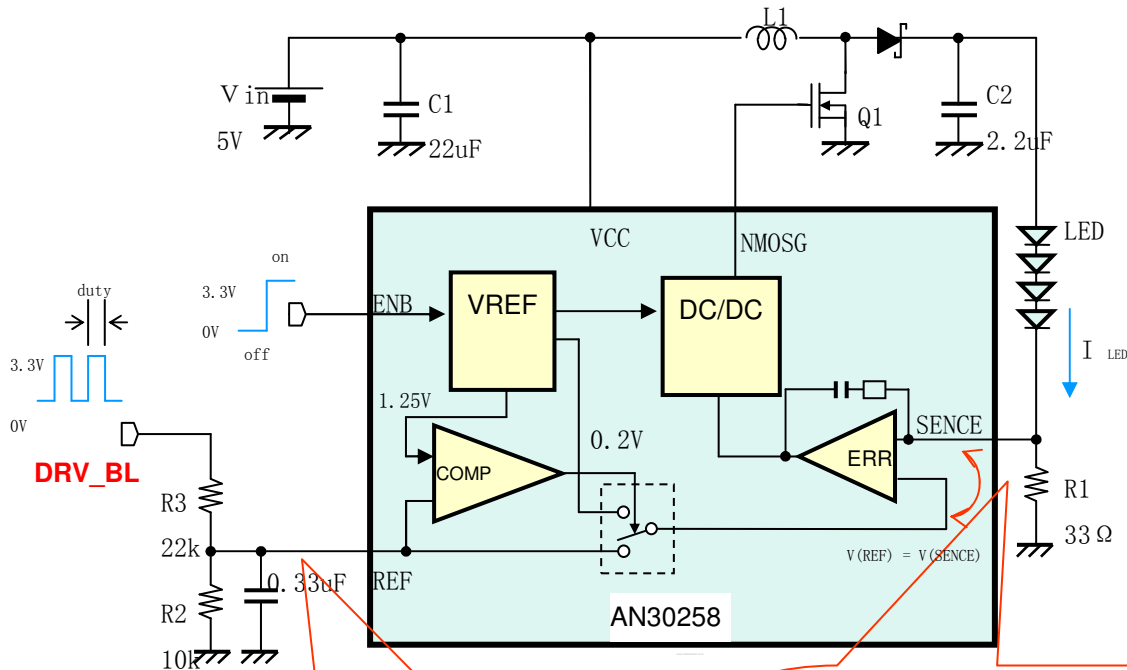 L1
Vin
5V
C1
22uF
Q1
C2
2.2uF
VCC
NMOSG
LED
on
duty
3.3V
0V
off
ENB
VREF
DC/DC
I LED
3.3V
0V
1.25V
0.2V
SENCE
DRV_BL
COMP
ERR
R3
22k
R1
33Ω
V(REF) = V(SENCE)
0.33uF
REF
R2
10k
AN30258